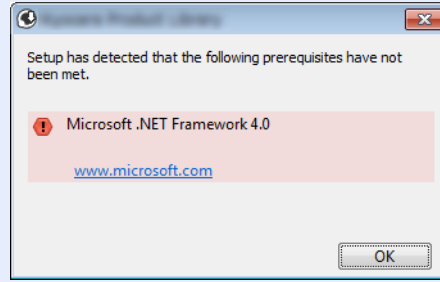 Setup has detected that the following prerequisites have not
been met.
Microsoft .NET Framework 4.0
www.microsoft.com
OK